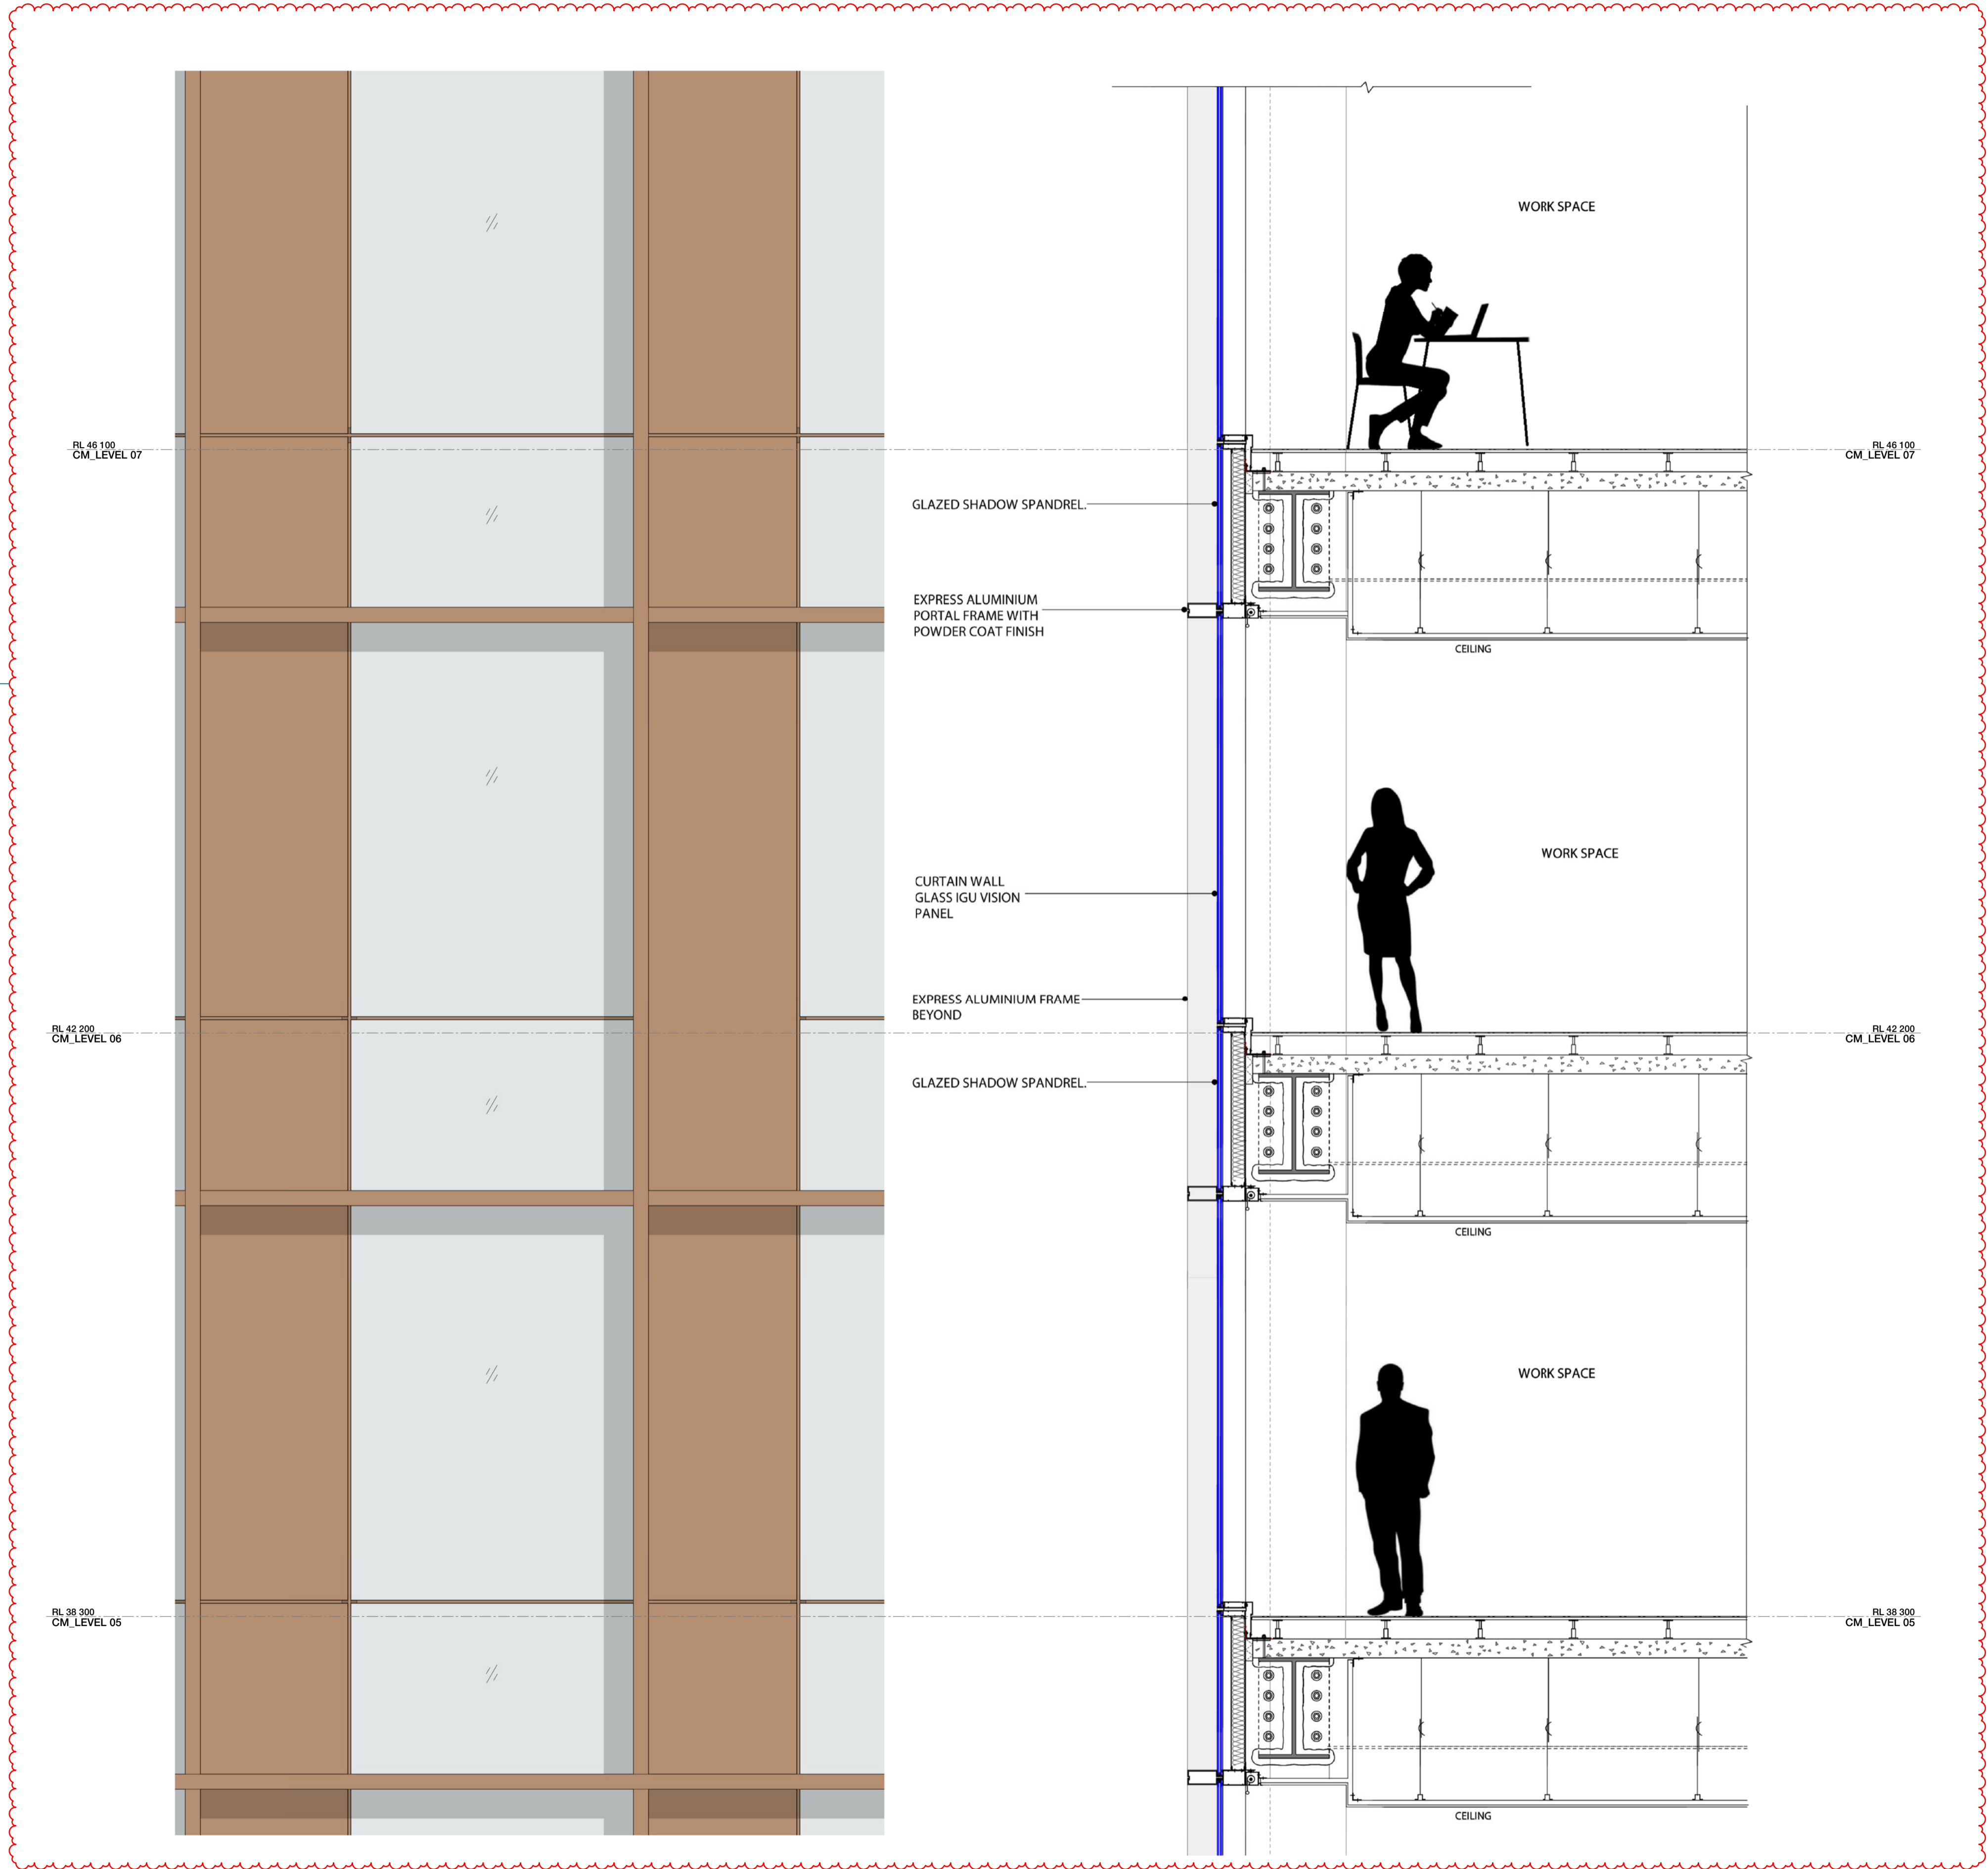 WORK SPACE
RL 46 100
CM_LEVEL 07
RL 46 100
CM_LEVEL 07
GLAZED SHADOW SPANDREL.
EXPRESS ALUMINIUM
PORTAL FRAME WITH
POWDER COAT FINISH
CEILING
WORK SPACE
CURTAIN WALL
GLASS IGU VISION
PANEL
EXPRESS ALUMINIUM FRAME
BEYOND
RL 42 200
CM_LEVEL 06
RL 42 200
CM_LEVEL 06
GLAZED SHADOW SPANDREL.
CEILING
WORK SPACE
RL 38 300
CM_LEVEL 05
RL 38 300
CM_LEVEL 05
CEILING